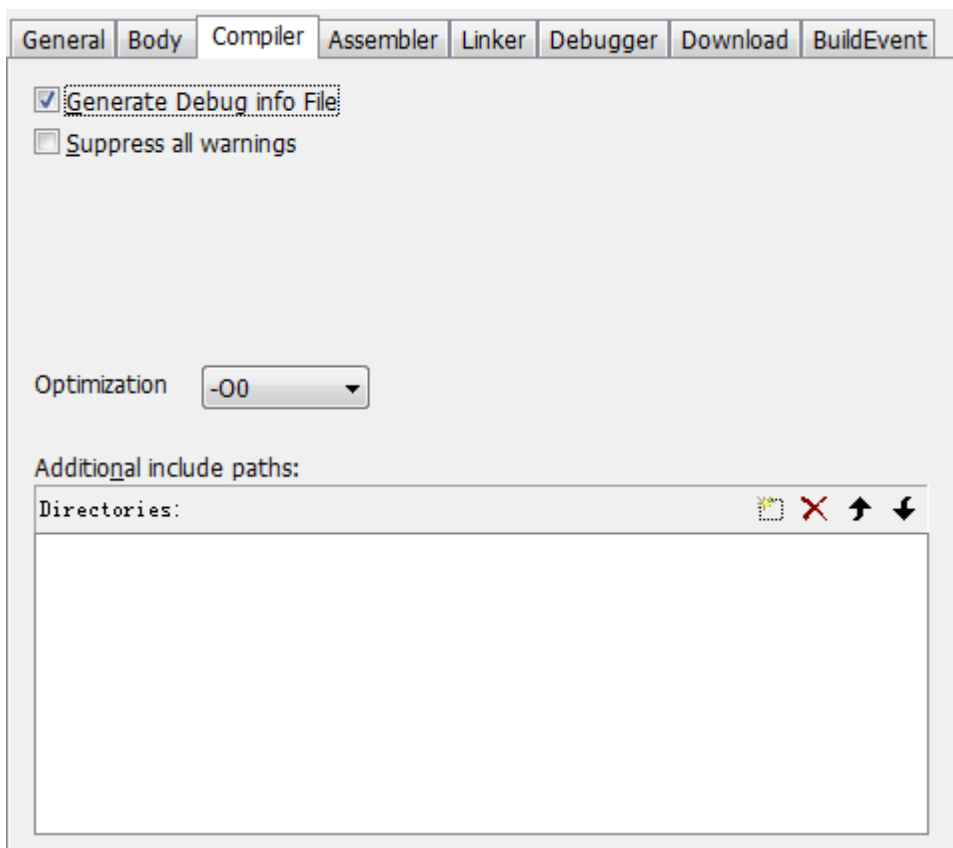 General Body Compiler Assembler Linker Debugger Download BuildEvent
Generate Debug info File
Suppress all warnings
Optimization -O0
Additional include paths:
Directories: